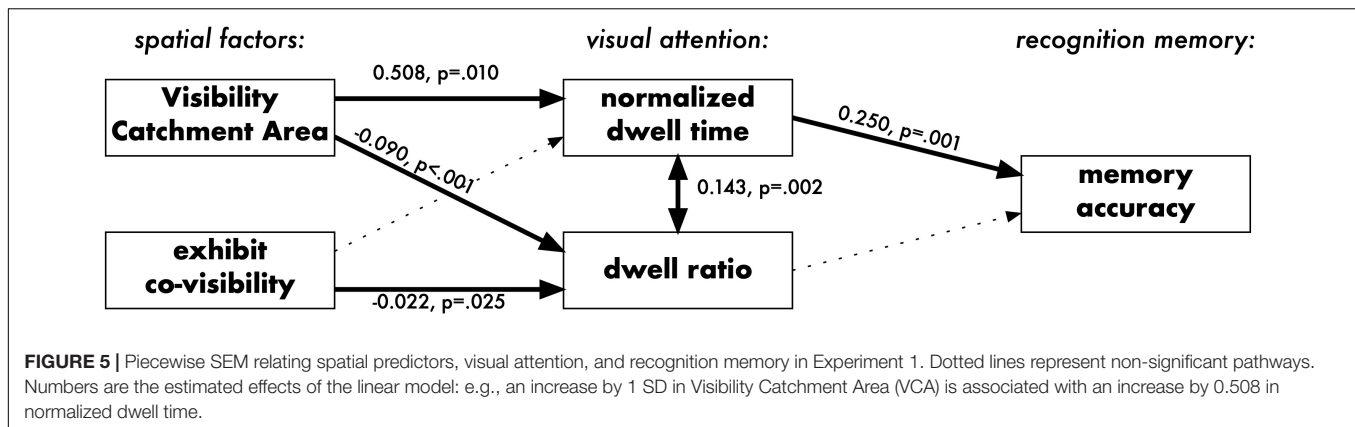 spatial factors:
visual attention:
recognition memory:
Visibility
Catchment Area
0.508, p=.010
normalized
dwell time
-0.090, p<.001
0.250, p=.001
0.143, p=.002
memory
accuracy
exhibit
co-visibility
-0.022, p=.025
dwell ratio
FIGURE 5 | Piecewise SEM relating spatial predictors, visual attention, and recognition memory in Experiment 1. Dotted lines represent non-significant pathways.
Numbers are the estimated effects of the linear model: e.g., an increase by 1 SD in Visibility Catchment Area (VCA) is associated with an increase by 0.508 in
normalized dwell time.